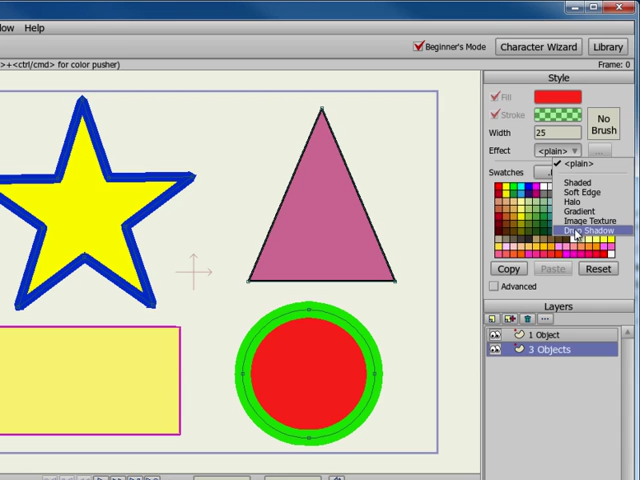 ow Help
Beginner's Mode Character Wizard Library
>+<ctrl/cmd> for color pusher) Frame: 0
Style
Fill
Stroke
No
Brush
Width 25
Effect <plain> ...
<plain>
Swatches
Shaded
Soft Edge
Halo
Gradient
Image Texture
Drop Shadow
Copy Paste Reset
Advanced
Layers
1 Object
3 Objects